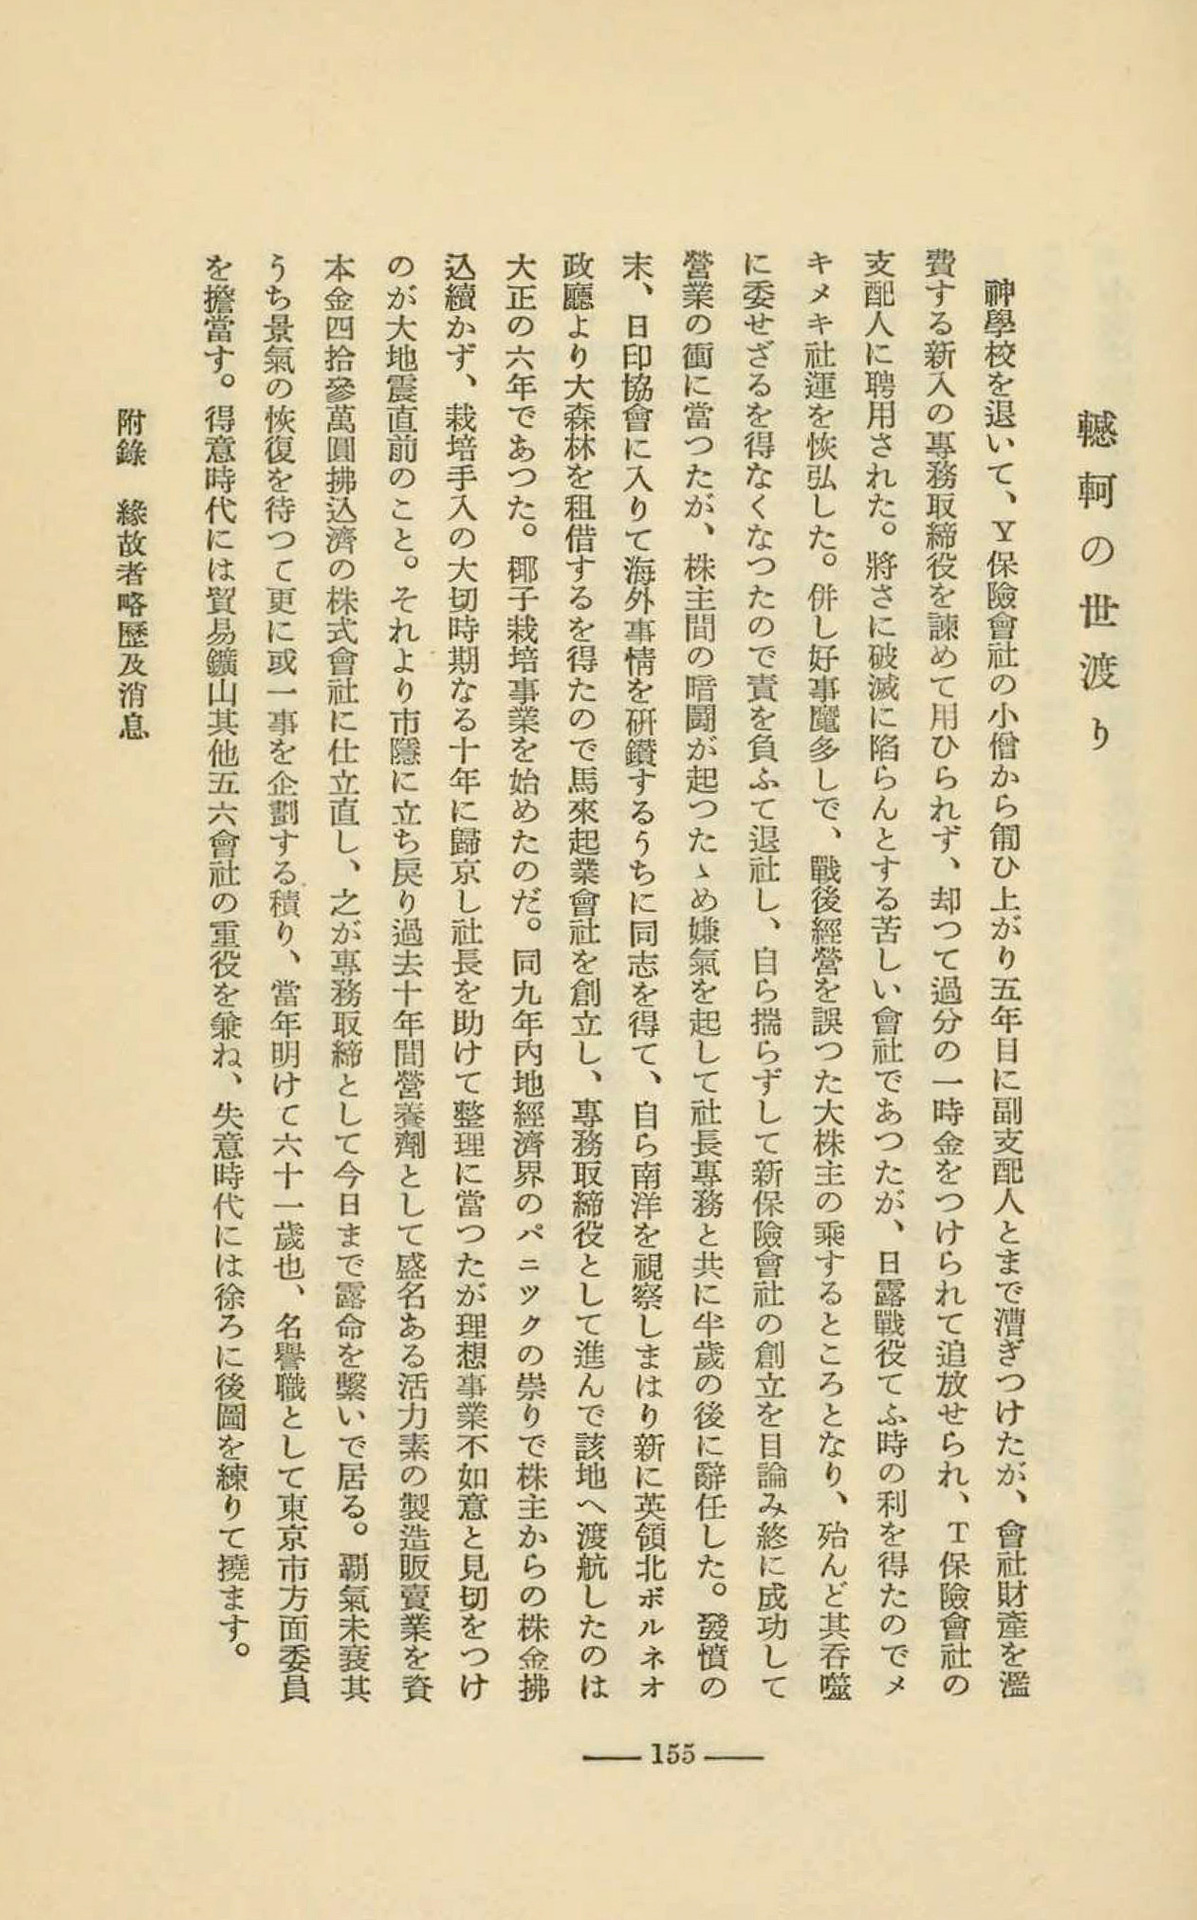 轗軻の世渡り
神學校を退いて、Ｙ保險會社の小僧から匍ひ上がり五年目に副支配人とまで漕ぎつけたが、會社財產を濫
費する新入の專務取締役を諫めて用ひられず、却つて過分の一時金をつけられて追放せられ、Ｔ保險會社の
支配人に聘用された。將さに破滅に陷らんとする苦しい會社であつたが、日露戰役てふ時の利を得たのでメ
キメキ社運を恢弘した。併し好事魔多しで、戰後經營を誤つた大株主の乘するところとなり、殆んど其吞噬
に委せざるを得なくなつたので責を負ふて退社し、自ら揣らずして新保險會社の創立を目論み終に成功して
營業の衝に當つたが、株主間の暗鬪が起つたゝめ嫌氣を起して社長專務と共に半歲の後に辭任した。發憤の
末、日印協會に入りて海外事情を硏鑽するうちに同志を得て、自ら南洋を視察しまはり新に英領北ボルネオ
政廳より大森林を租借するを得たので馬來起業會社を創立し、專務取締役として進んで該地へ渡航したのは
大正の六年であつた。椰子栽培事業を始めたのだ。同九年內地經濟界のパニックの崇りで株主からの株金拂
込續かず、栽培手入の大切時期なる十年に歸京し社長を助けて整理に當つたが理想事業不如意と見切をつけ
のが大地震直前のこと。それより市隱に立ち戾り過去十年間營養劑として盛名ある活力素の製造販賣業を資
本金四拾參萬圓拂込濟の株式會社に仕立直し、之が專務取締として今日まで露命を繫いで居る。覇氣未衰其
うち景氣の恢復を待つて更に或一事を企劃する積り、當年明けて六十一歲也、名譽職として東京市方面委員
を擔當す。得意時代には貿易鑛山其他五六會社の重役を兼ね、失意時代には徐ろに後圖を練りて撓ます。
附錄　緣故者略歷及消息
155